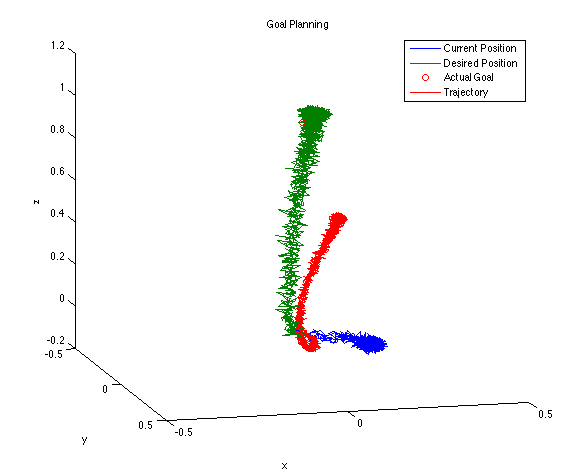 Goal Planning
Current Position
Desired Position
Actual Goal
Trajectory
1.2
1
0.8
0.6
0.4
0.2
0
-0.2
z
-0.5
0
0.5
y
-0.5
0
0.5
x